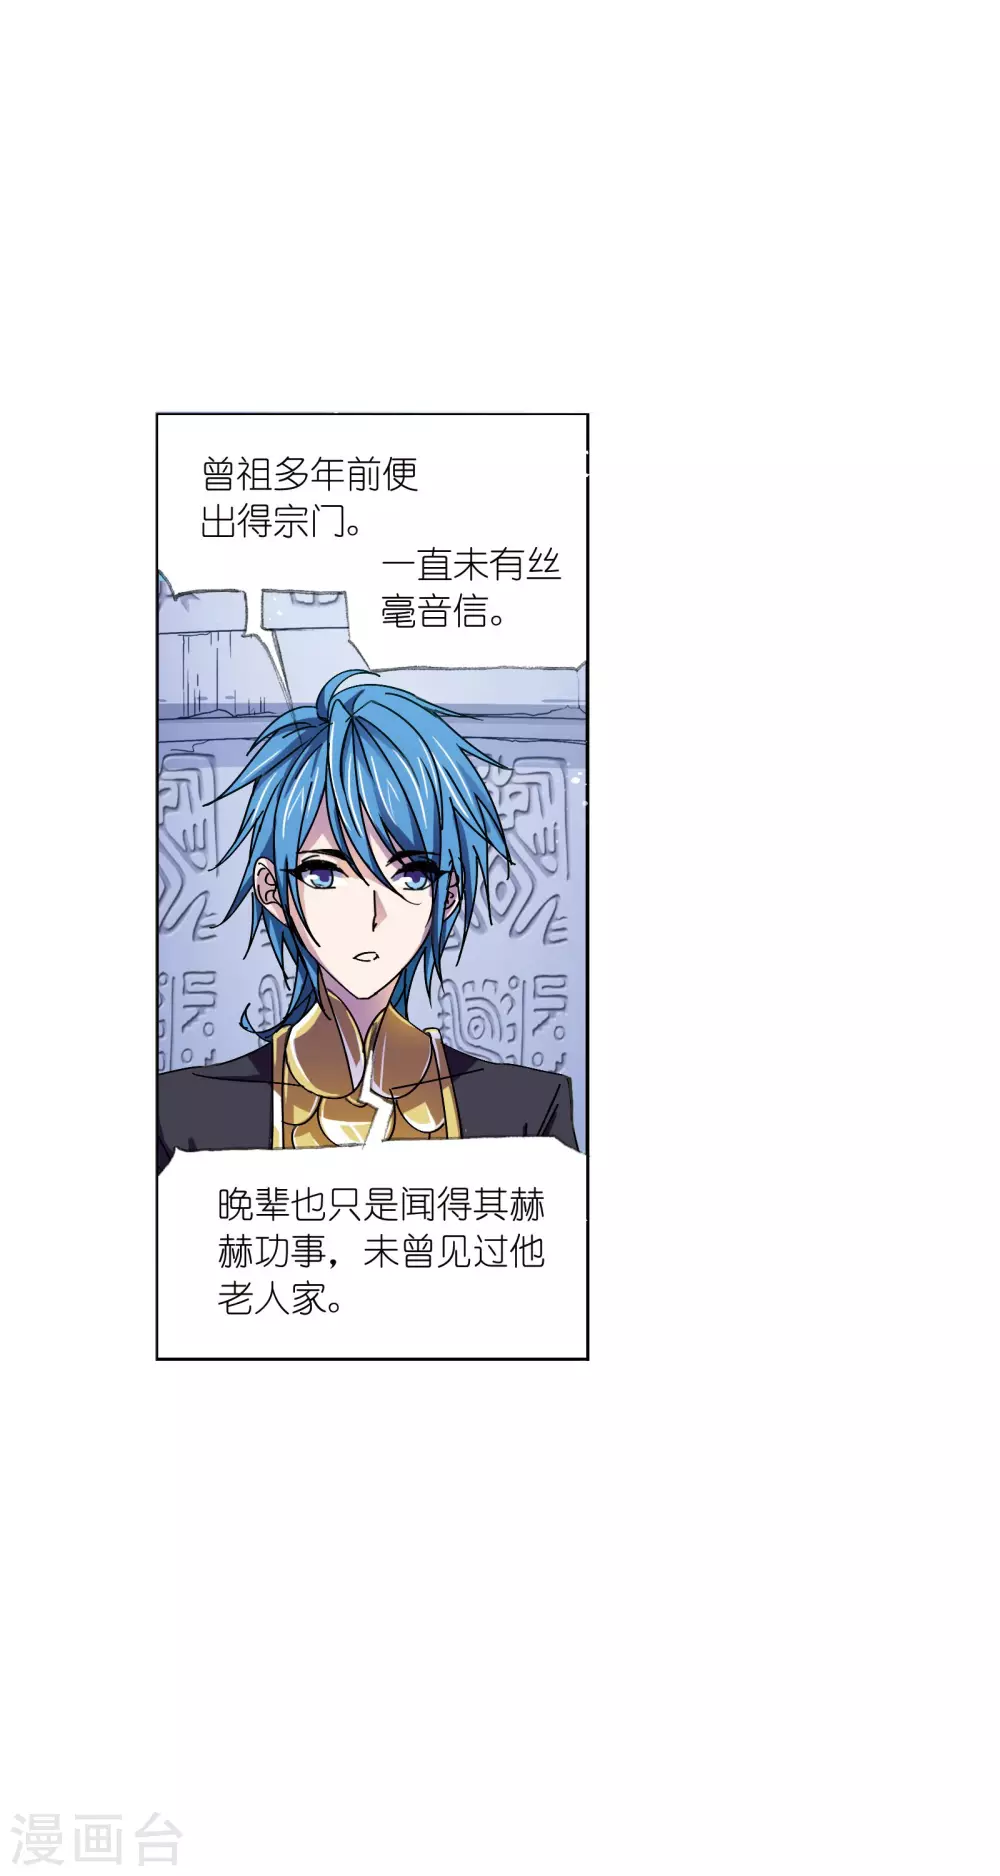 曾祖多年前便
出得宗门。
一直未有丝
毫音信。
晚辈也只是闻得其赫
赫功事，未曾见过他
老人家。
漫画台